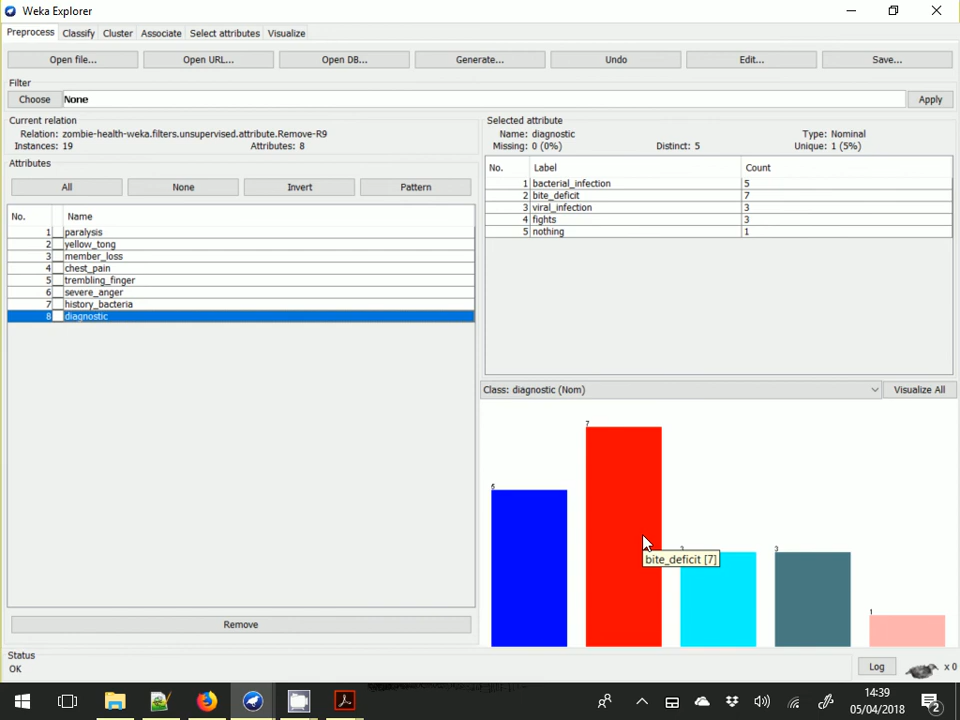 Weka Explorer
Preprocess Classify Cluster Associate Select attributes Visualize
Open file... Open URL... Open DB... Generate... Undo Edit... Save...
Filter
Choose None Apply
Current relation
Relation: zombie-health-weka.filters.unsupervised.attribute.Remove-R9
Instances: 19 Attributes: 8
Attributes
All None Invert Pattern
No. Name
1 paralysis
2 yellow_tong
3 member_loss
4 chest_pain
5 trembling_finger
6 severe_anger
7 history_bacteria
8 diagnostic
Remove
Selected attribute
Name: diagnostic Type: Nominal
Missing: 0 (0%) Distinct: 5 Unique: 1 (5%)
No. Label Count
1 bacterial_infection 5
2 bite_deficit 7
3 viral_infection 3
4 fights 3
5 nothing 1
Class: diagnostic (Nom) Visualize All
7
5
3
3
1
bite_deficit [7]
Status
OK
Log x 0
14:39
05/04/2018
2